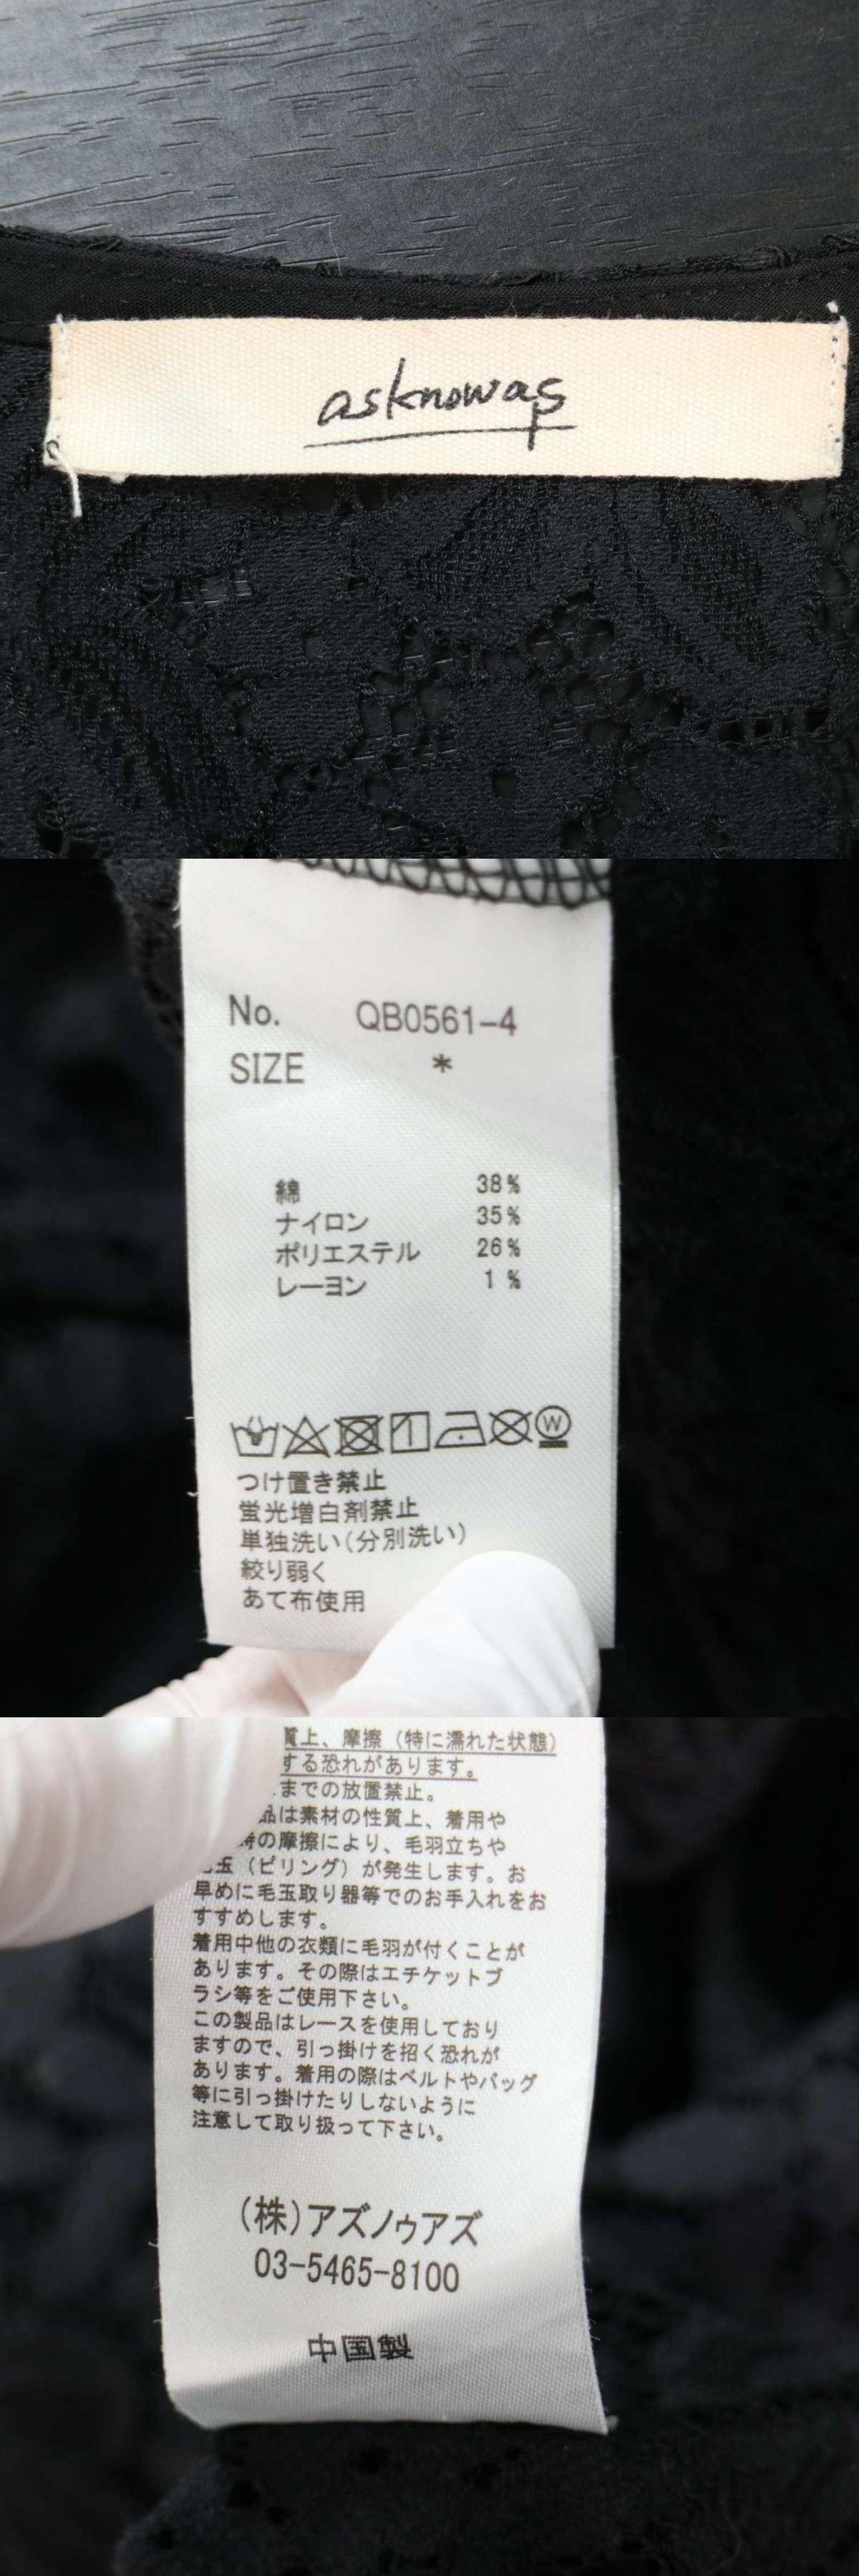 asknowas
No. QB0561-4
SIZE *
綿 38%
ナイロン 35%
ポリエステル 26%
レーヨン 1%
W
つけ置き禁止
蛍光増白剤禁止
単独洗い(分別洗い)
絞り弱く
あて布使用
質上、摩擦(特に濡れた状態)
する恐れがあります。
までの放置禁止。
品は素材の性質上、着用や
時の摩擦により、毛羽立ちや
毛玉(ピリング)が発生します。お
早めに毛玉取り器等でのお手入れをお
すすめします。
着用中他の衣類に毛羽が付くことが
あります。その際はエチケットブ
ラシ等をご使用下さい。
この製品はレースを使用しており
ますので、引っ掛けを招く恐れが
あります。着用の際はベルトやバッグ
等に引っ掛けたりしないように
注意して取り扱って下さい。
(株)アズノゥアズ
03-5465-8100
中国製